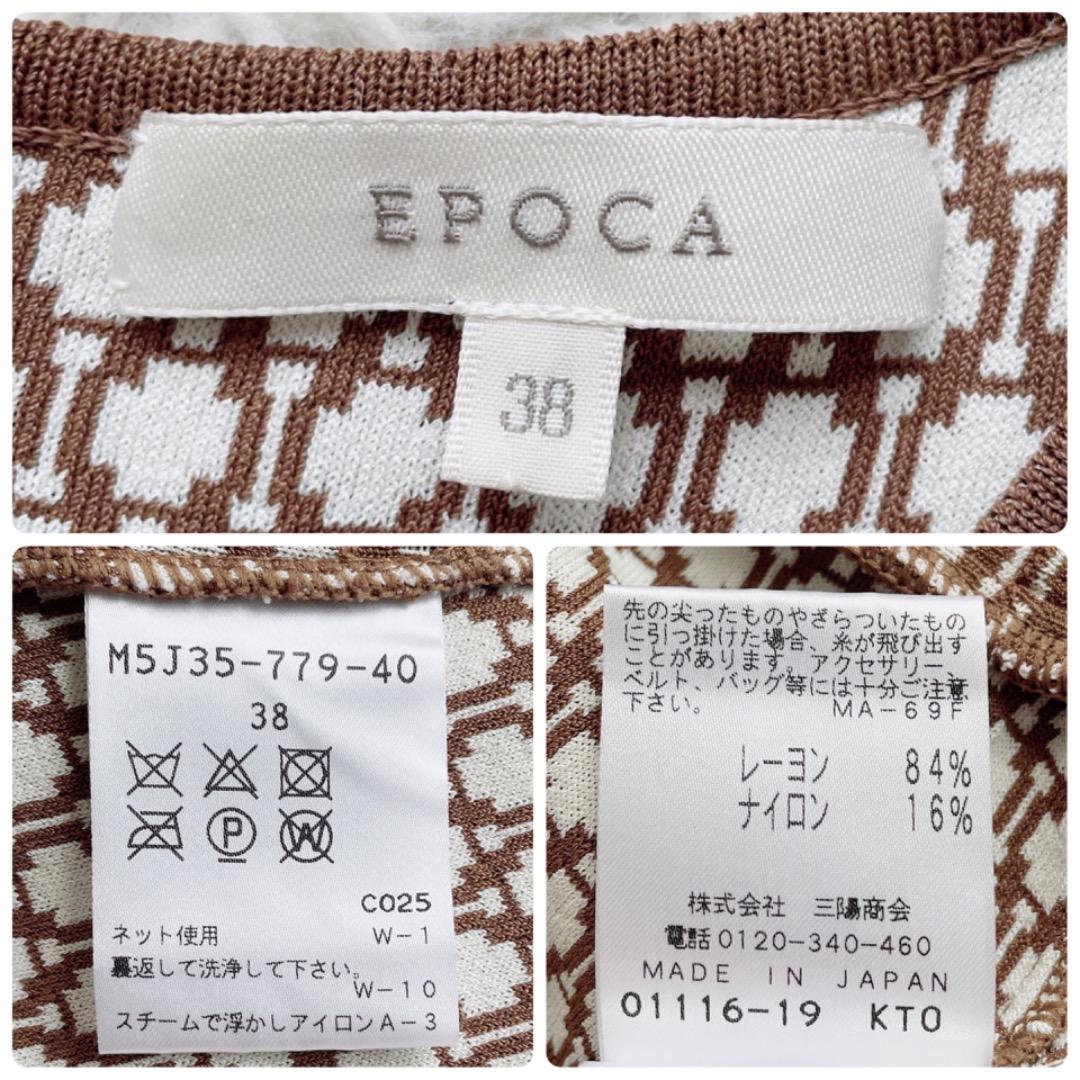 EPOCA
38
M5J35-779-40
38
P
W
C025
ネット使用 W-1
裏返して洗浄して下さい。
W-10
スチームで浮かしアイロンA-3
先の尖ったものやざらついたもの
に引っ掛けた場合、糸が飛び出す
ことがあります。アクセサリー、
ベルト、バッグ等には十分ご注意
下さい。 MA-69F
レーヨン 84%
ナイロン 16%
株式会社 三陽商会
電話0120-340-460
MADE IN JAPAN
01116-19 KTO